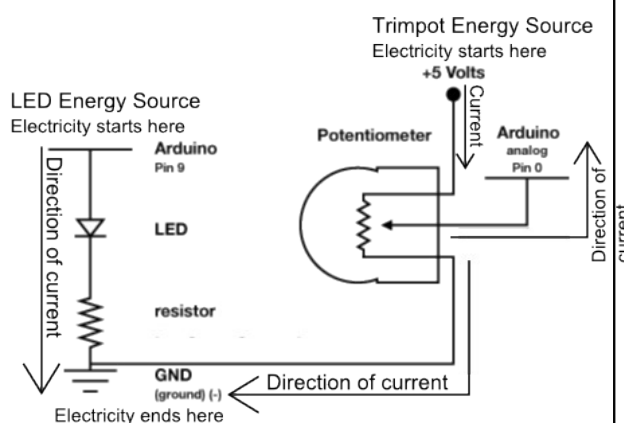 Trimpot Energy Source
Electricity starts here
+5 Volts
LED Energy Source
Electricity starts here
Current
Potentiometer
Arduino
analog
Pin 0
Arduino
Pin 9
Direction of current
LED
Direction of
current
resistor
GND
(ground) (-)
Direction of current
Electricity ends here